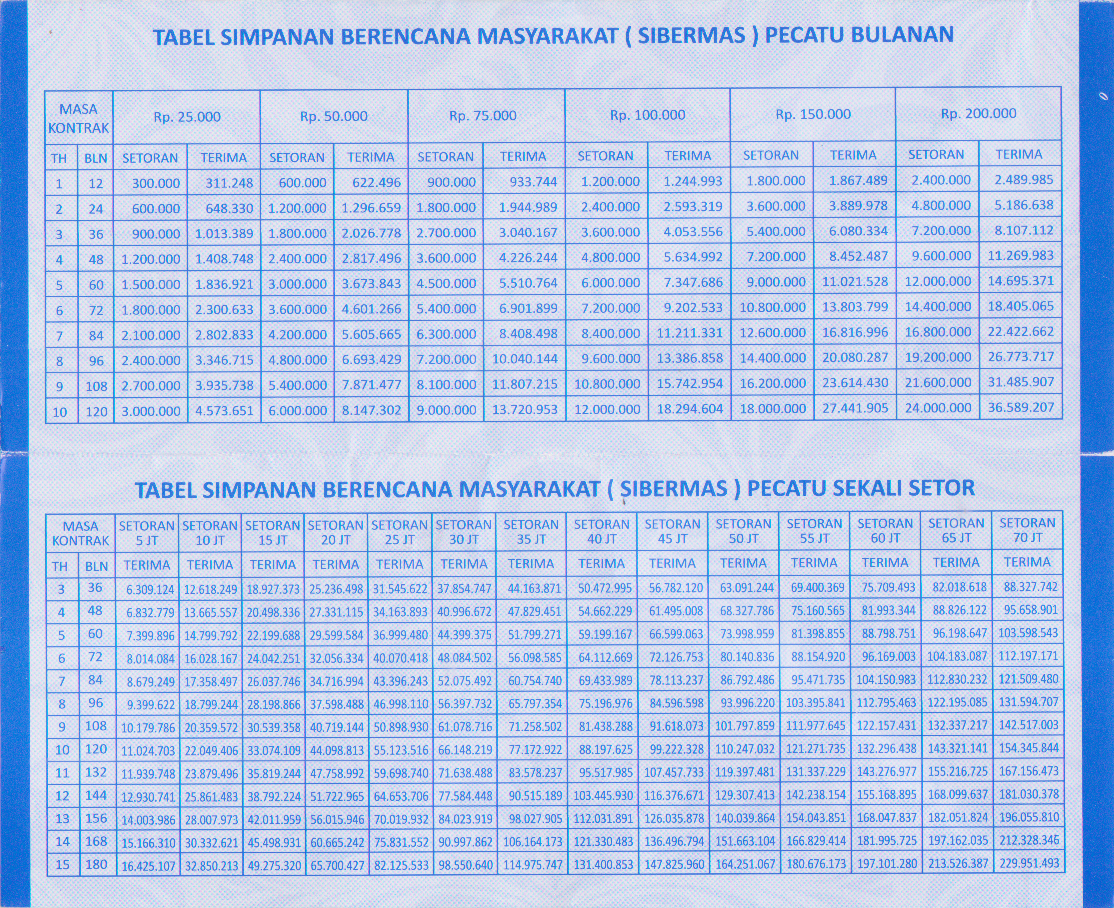 TABEL SIMPANAN BERENCANA MASYARAKAT ( SIBERMAS ) PECATU BULANAN
MASA KONTRAK Rp. 25.000 Rp. 50.000 Rp. 75.000 Rp. 100.000 Rp. 150.000 Rp. 200.000
TH BLN SETORAN TERIMA SETORAN TERIMA SETORAN TERIMA SETORAN TERIMA SETORAN TERIMA SETORAN TERIMA
1 12 300.000 311.248 600.000 622.496 900.000 933.744 1.200.000 1.244.993 1.800.000 1.867.489 2.400.000 2.489.985
2 24 600.000 648.330 1.200.000 1.296.659 1.800.000 1.944.989 2.400.000 2.593.319 3.600.000 3.889.978 4.800.000 5.186.638
3 36 900.000 1.013.389 1.800.000 2.026.778 2.700.000 3.040.167 3.600.000 4.053.556 5.400.000 6.080.334 7.200.000 8.107.112
4 48 1.200.000 1.408.748 2.400.000 2.817.496 3.600.000 4.226.244 4.800.000 5.634.992 7.200.000 8.452.487 9.600.000 11.269.983
5 60 1.500.000 1.836.921 3.000.000 3.673.843 4.500.000 5.510.764 6.000.000 7.347.686 9.000.000 11.021.528 12.000.000 14.695.371
6 72 1.800.000 2.300.633 3.600.000 4.601.266 5.400.000 6.901.899 7.200.000 9.202.533 10.800.000 13.803.799 14.400.000 18.405.065
7 84 2.100.000 2.802.833 4.200.000 5.605.665 6.300.000 8.408.498 8.400.000 11.211.331 12.600.000 16.816.996 16.800.000 22.422.662
8 96 2.400.000 3.346.715 4.800.000 6.693.429 7.200.000 10.040.144 9.600.000 13.386.858 14.400.000 20.080.287 19.200.000 26.773.717
9 108 2.700.000 3.935.738 5.400.000 7.871.477 8.100.000 11.807.215 10.800.000 15.742.954 16.200.000 23.614.430 21.600.000 31.485.907
10 120 3.000.000 4.573.651 6.000.000 8.147.302 9.000.000 13.720.953 12.000.000 18.294.604 18.000.000 27.441.905 24.000.000 36.589.207
TABEL SIMPANAN BERENCANA MASYARAKAT ( SIBERMAS ) PECATU SEKALI SETOR
MASA SETORAN SETORAN SETORAN SETORAN SETORAN SETORAN SETORAN SETORAN SETORAN SETORAN SETORAN SETORAN SETORAN SETORAN
KONTRAK 5 JT 10 JT 15 JT 20 JT 25 JT 30 JT 35 JT 40 JT 45 JT 50 JT 55 JT 60 JT 65 JT 70 JT
TH BLN TERIMA TERIMA TERIMA TERIMA TERIMA TERIMA TERIMA TERIMA TERIMA TERIMA TERIMA TERIMA TERIMA TERIMA
3 36 6.309.124 12.618.249 18.927.373 25.236.498 31.545.622 37.854.747 44.163.871 50.472.995 56.782.120 63.091.244 69.400.369 75.709.493 82.018.618 88.327.742
4 48 6.832.779 13.665.557 20.498.336 27.331.115 34.163.893 40.996.672 47.829.451 54.662.229 61.495.008 68.327.786 75.160.565 81.993.344 88.826.122 95.658.901
5 60 7.399.896 14.799.792 22.199.688 29.599.584 36.999.480 44.399.375 51.799.271 59.199.167 66.599.063 73.998.959 81.398.855 88.798.751 96.198.647 103.598.543
6 72 8.014.084 16.028.167 24.042.251 32.056.334 40.070.418 48.084.502 56.098.585 64.112.669 72.126.753 80.140.836 88.154.920 96.169.003 104.183.087 112.197.171
7 84 8.679.249 17.358.497 26.037.746 34.716.994 43.396.243 52.075.492 60.754.740 69.433.989 78.113.237 86.792.486 95.471.735 104.150.983 112.830.232 121.509.480
8 96 9.399.622 18.799.244 28.198.866 37.598.488 46.998.110 56.397.732 65.797.354 75.196.976 84.596.598 93.996.220 103.395.841 112.795.463 122.195.085 131.594.707
9 108 10.179.786 20.359.572 30.539.358 40.719.144 50.898.930 61.078.716 71.258.502 81.438.288 91.618.073 101.797.859 111.977.645 122.157.431 132.337.217 142.517.003
10 120 11.024.703 22.049.406 33.074.109 44.098.813 55.123.516 66.148.219 77.172.922 88.197.625 99.222.328 110.247.032 121.271.735 132.296.438 143.321.141 154.345.844
11 132 11.939.748 23.879.496 35.819.244 47.758.992 59.698.740 71.638.488 83.578.237 95.517.985 107.457.733 119.397.481 131.337.229 143.276.977 155.216.725 167.156.473
12 144 12.930.741 25.861.483 38.792.224 51.722.965 64.653.706 77.584.448 90.515.189 103.445.930 116.376.671 129.307.413 142.238.154 155.168.895 168.099.637 181.030.378
13 156 14.003.986 28.007.973 42.011.959 56.015.946 70.019.932 84.023.919 98.027.905 112.031.891 126.035.878 140.039.864 154.043.851 168.047.837 182.051.824 196.055.810
14 168 15.166.310 30.332.621 45.498.931 60.665.242 75.831.552 90.997.862 106.164.173 121.330.483 136.496.794 151.663.104 166.829.414 181.995.725 197.162.035 212.328.346
15 180 16.425.107 32.850.213 49.275.320 65.700.427 82.125.533 98.550.640 114.975.747 131.400.853 147.825.960 164.251.067 180.676.173 197.101.280 213.526.387 229.951.493